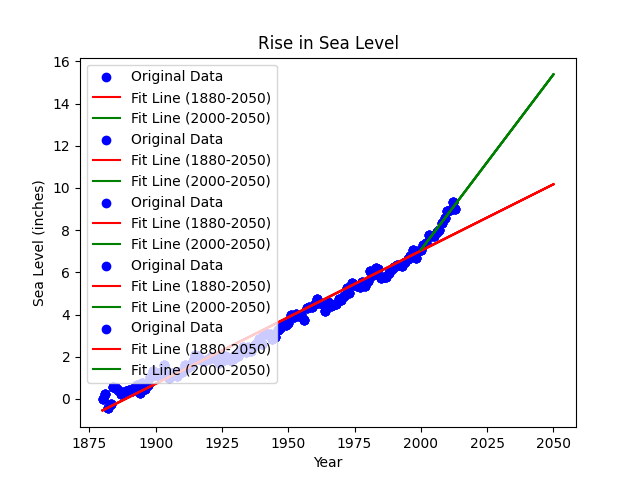 Rise in Sea Level
Sea Level (inches)
16
14
12
10
8
6
4
2
0
Original Data
Fit Line (1880-2050)
Fit Line (2000-2050)
Original Data
Fit Line (1880-2050)
Fit Line (2000-2050)
Original Data
Fit Line (1880-2050)
Fit Line (2000-2050)
Original Data
Fit Line (1880-2050)
Fit Line (2000-2050)
Original Data
Fit Line (1880-2050)
Fit Line (2000-2050)
1875 1900 1925 1950 1975 2000 2025 2050
Year